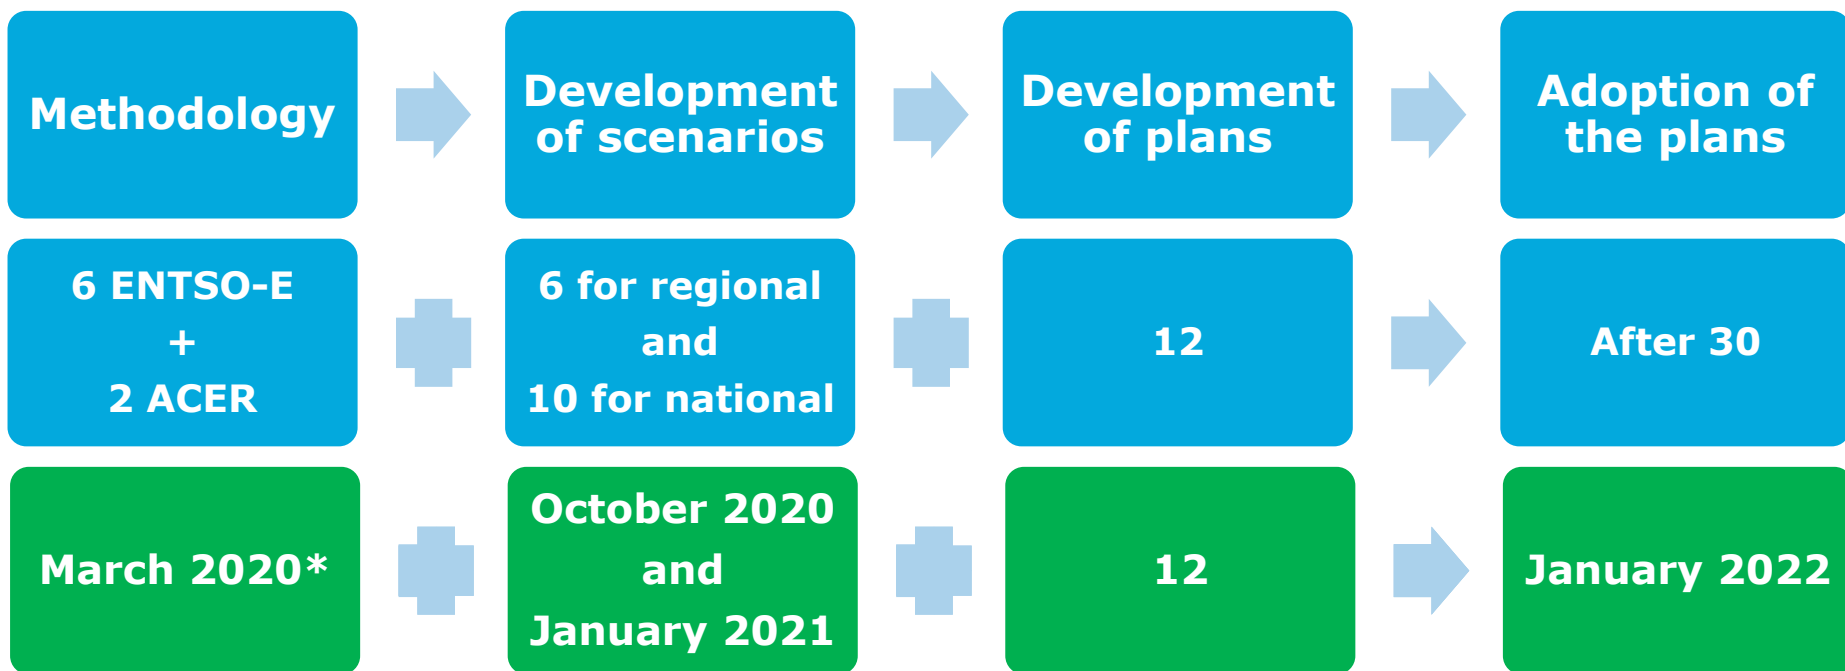 Methodology
Development
of scenarios
Development
of plans
Adoption of
the plans
6 ENTSO-E
+
2 ACER
6 for regional
and
10 for national
12
After 30
March 2020*
October 2020
and
January 2021
12
January 2022